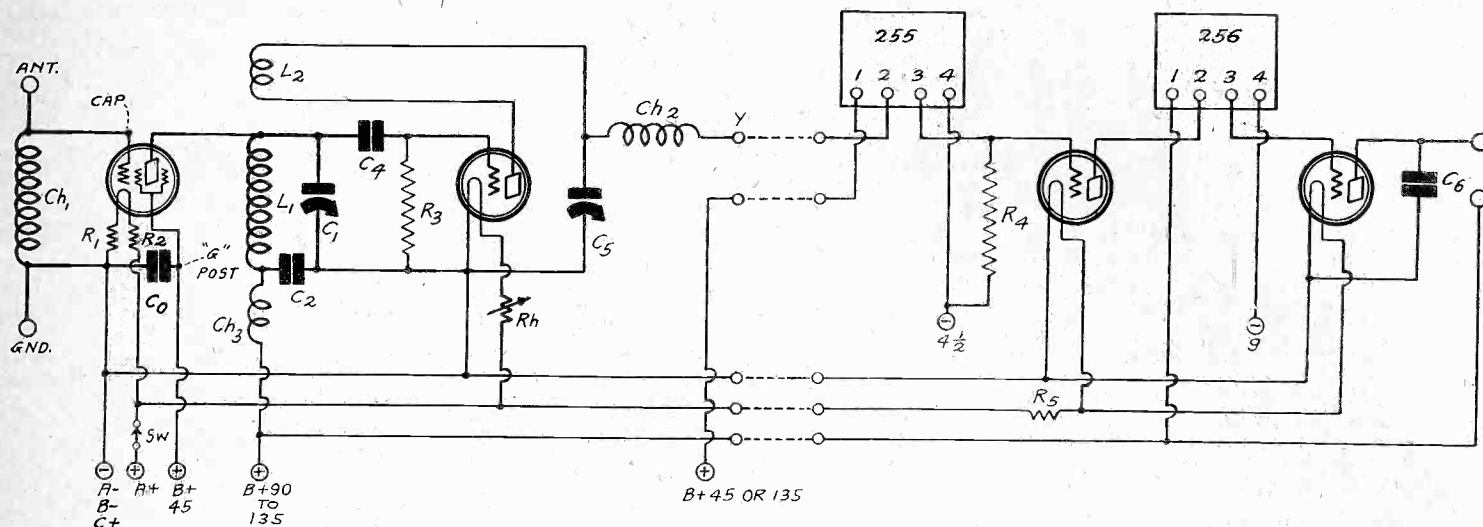 ANT.
CAP.
Ch1
R1
R2
C0
"G"
POST
GND.
SW
A-
B-
C+
A+
B+
45
B+90
TO
135
L2
L1
C1
C2
Ch3
C4
R3
Rh
C5
Ch2
Y
B+45 OR 135
255
1 2 3 4
R4
4 1/2
R5
256
1 2 3 4
9
C6